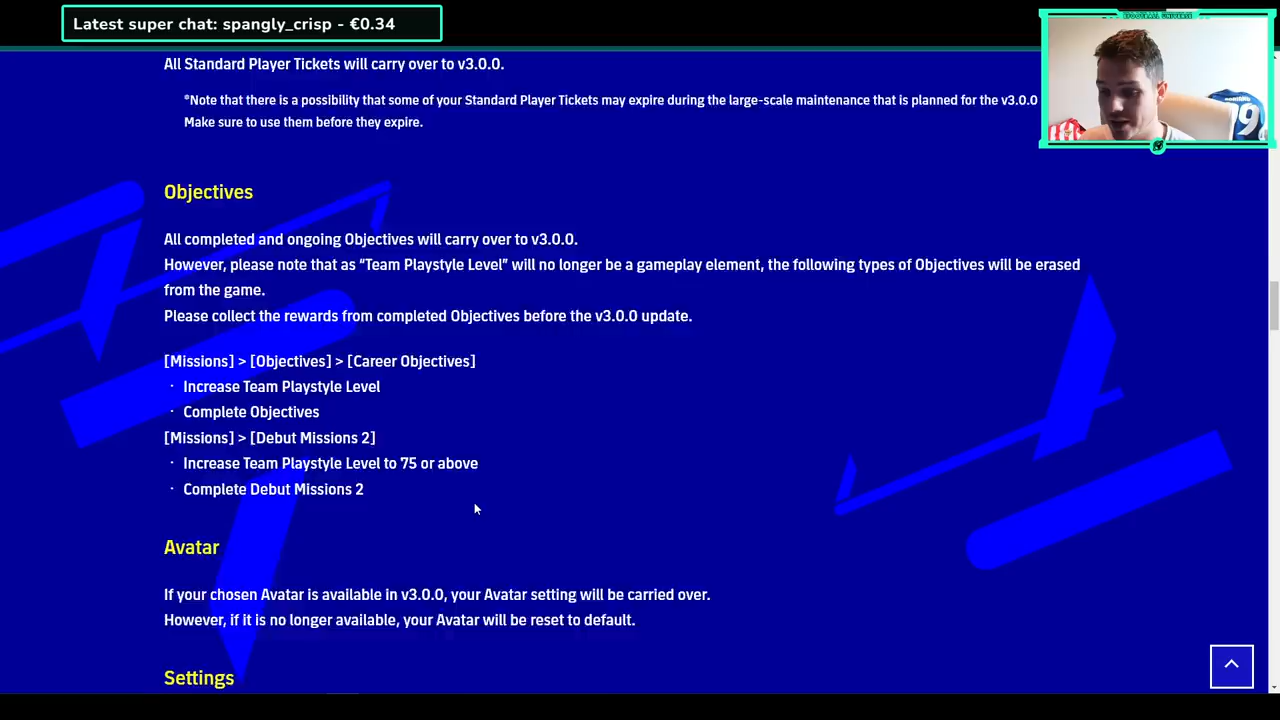 Latest super chat: spangly_crisp - €0.34
EFOOTBALL UNIVERSE
All Standard Player Tickets will carry over to v3.0.0.
*Note that there is a possibility that some of your Standard Player Tickets may expire during the large-scale maintenance that is planned for the v3.0.0
Make sure to use them before they expire.
Objectives
All completed and ongoing Objectives will carry over to v3.0.0.
However, please note that as “Team Playstyle Level” will no longer be a gameplay element, the following types of Objectives will be erased
from the game.
Please collect the rewards from completed Objectives before the v3.0.0 update.
[Missions] > [Objectives] > [Career Objectives]
・ Increase Team Playstyle Level
・ Complete Objectives
[Missions] > [Debut Missions 2]
・ Increase Team Playstyle Level to 75 or above
・ Complete Debut Missions 2
Avatar
If your chosen Avatar is available in v3.0.0, your Avatar setting will be carried over.
However, if it is no longer available, your Avatar will be reset to default.
Settings